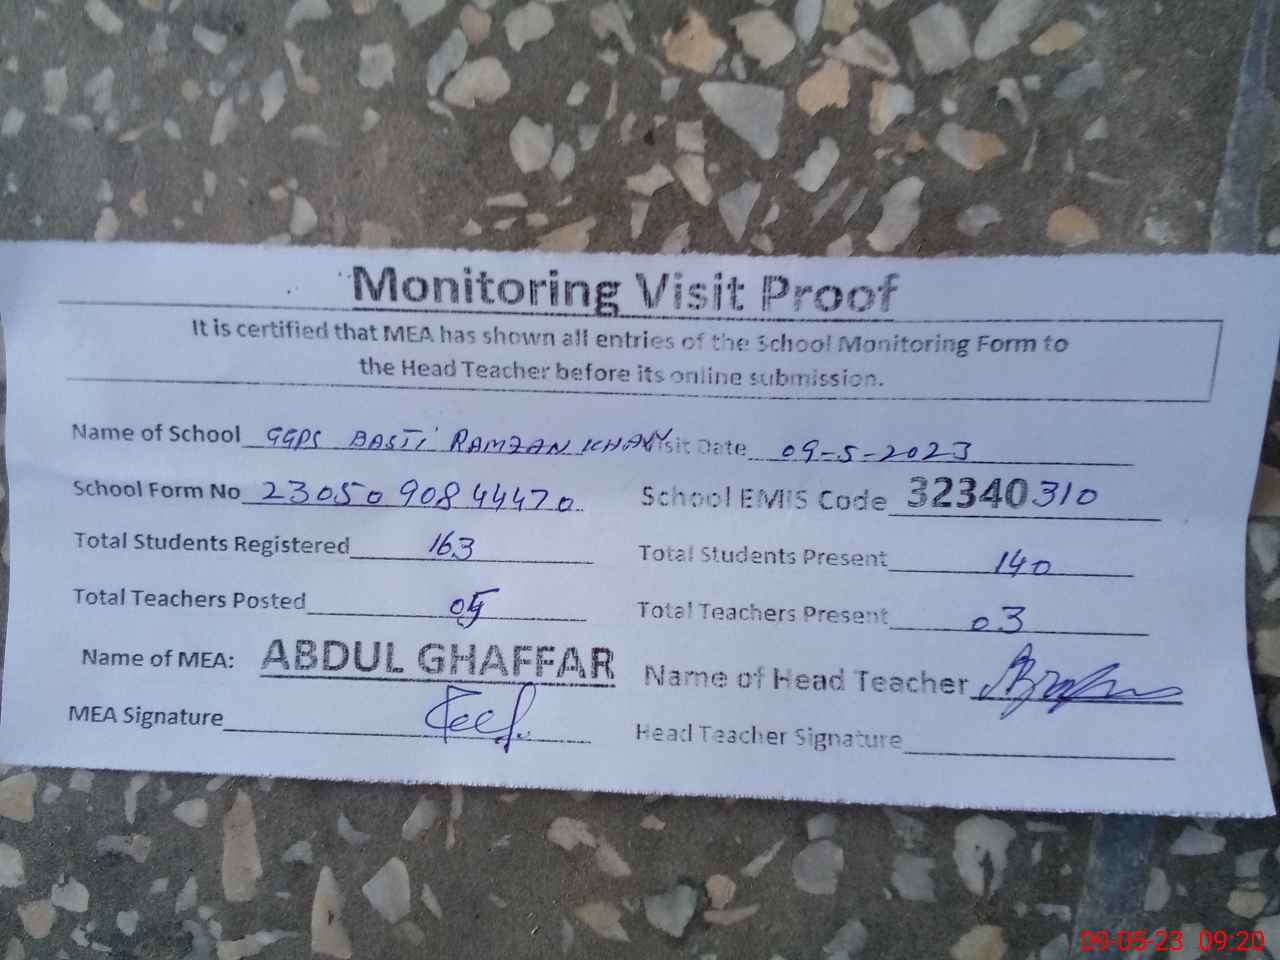 Monitoring Visit Proof
It is certified that MEA has shown all entries of the School Monitoring Form to
the Head Teacher before its online submission.
Name of School GGPS BASTI RAMZAN KHAN Visit Date 09-5-2023
School Form No 2305090844470 School EMIS Code 32340310
Total Students Registered 163 Total Students Present 140
Total Teachers Posted Total Teachers Present 03
Name of MEA: ABDUL GHAFFAR Name of Head Teacher
MEA Signature Head Teacher Signature
09-05-23 09:20